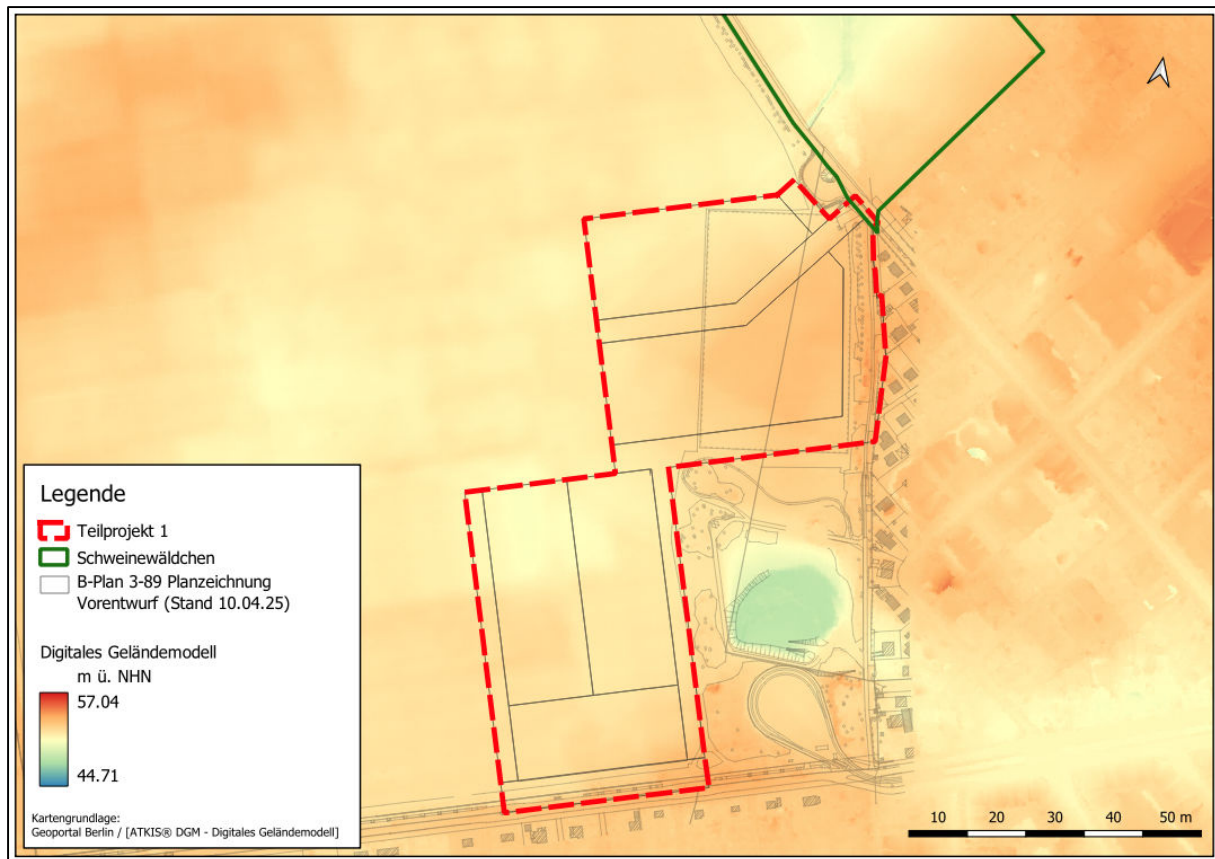 Legende
Teilprojekt 1
Schweinewäldchen
B-Plan 3-89 Planzeichnung
Vorentwurf (Stand 10.04.25)
Digitales Geländemodell
m ü. NHN
57.04
44.71
Kartengrundlage:
Geoportal Berlin / [ATKIS® DGM - Digitales Geländemodell]
10 20 30 40 50 m